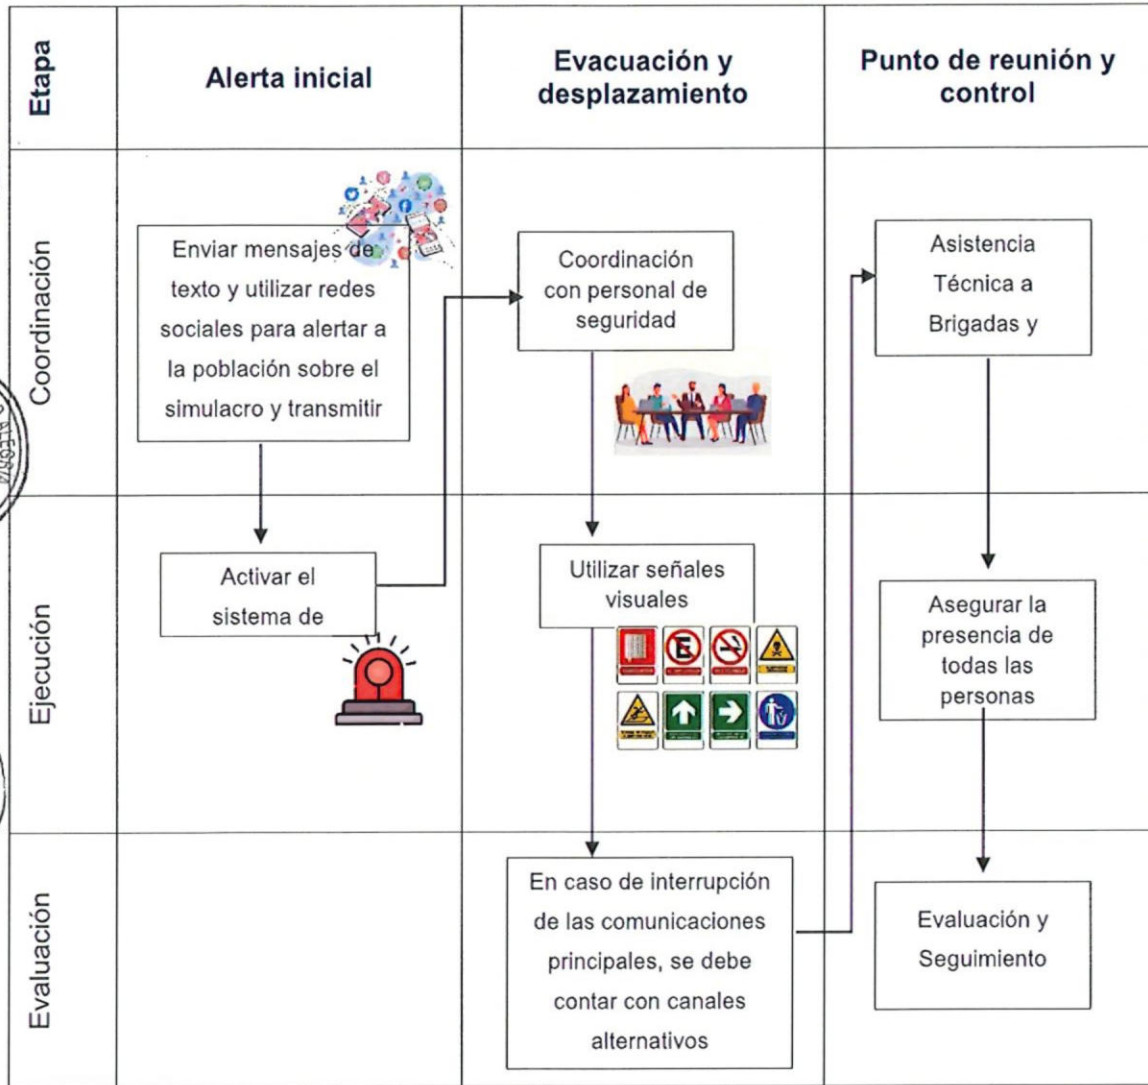 Etapa
Alerta inicial
Evacuación y
desplazamiento
Punto de reunión y
control
Coordinación
Enviar mensajes de
texto y utilizar redes
sociales para alertar a
la población sobre el
simulacro y transmitir
Coordinación
con personal de
seguridad
Asistencia
Técnica a
Brigadas y
Ejecución
Activar el
sistema de
Utilizar señales
visuales
Asegurar la
presencia de
todas las
personas
Evaluación
En caso de interrupción
de las comunicaciones
principales, se debe
contar con canales
alternativos
Evaluación y
Seguimiento